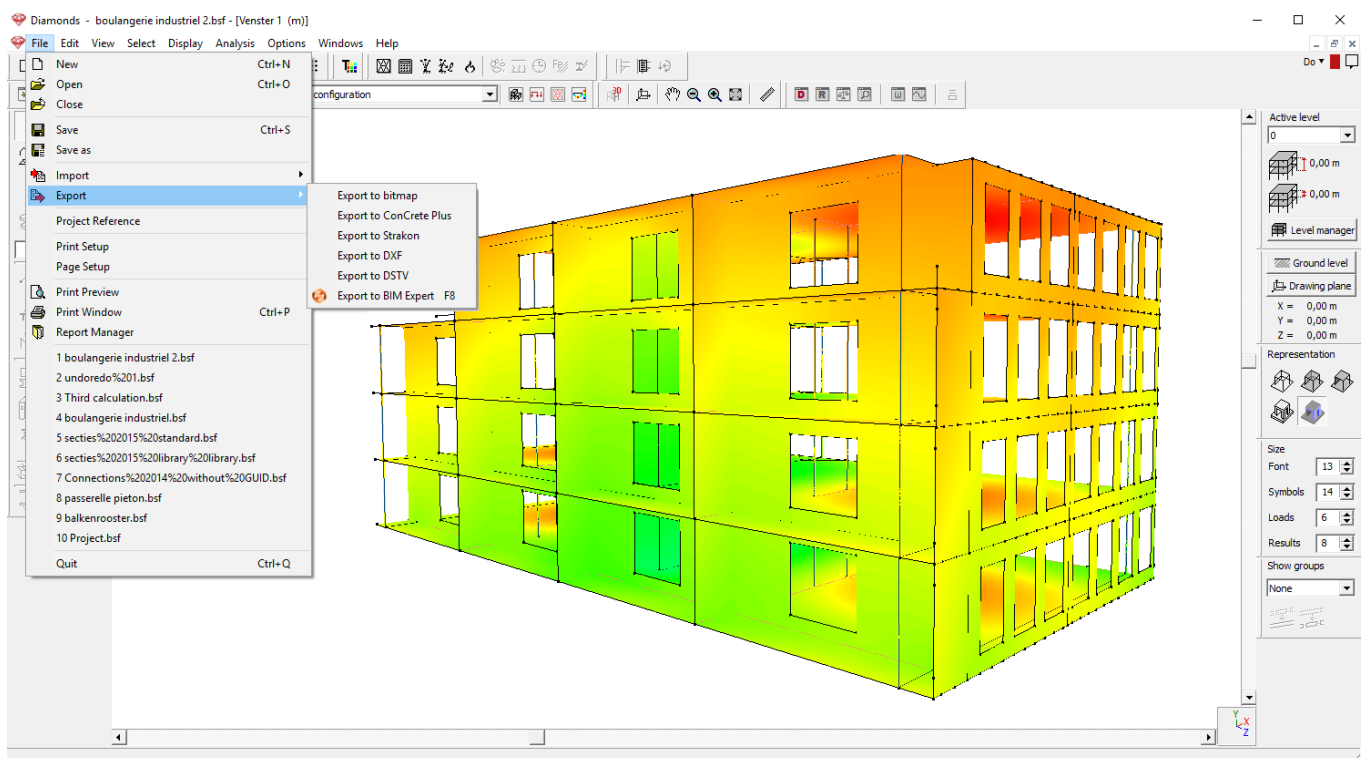 Diamonds - boulangerie industriel 2.bsf - [Venster 1 (m)]
File Edit View Select Display Analysis Options Windows Help
New Ctrl+N
Open Ctrl+O
Close
Save Ctrl+S
Save as
Import
Export
Project Reference
Print Setup
Page Setup
Print Preview
Print Window Ctrl+P
Report Manager
1 boulangerie industriel 2.bsf
2 undoredo%201.bsf
3 Third calculation.bsf
4 boulangerie industriel.bsf
5 secties%202015%20standard.bsf
6 secties%202015%20library%20library.bsf
7 Connections%202014%20without%20GUID.bsf
8 passerelle pieton.bsf
9 balkenrooster.bsf
10 Project.bsf
Quit Ctrl+Q
Export to bitmap
Export to ConCrete Plus
Export to Strakon
Export to DXF
Export to DSTV
Export to BIM Expert F8
configuration
3D
D
R
Do
Active level
0
0,00 m
0,00 m
Level manager
Ground level
Drawing plane
X = 0,00 m
Y = 0,00 m
Z = 0,00 m
Representation
Size
Font 13
Symbols 14
Loads 6
Results 8
Show groups
None
Y
X
Z